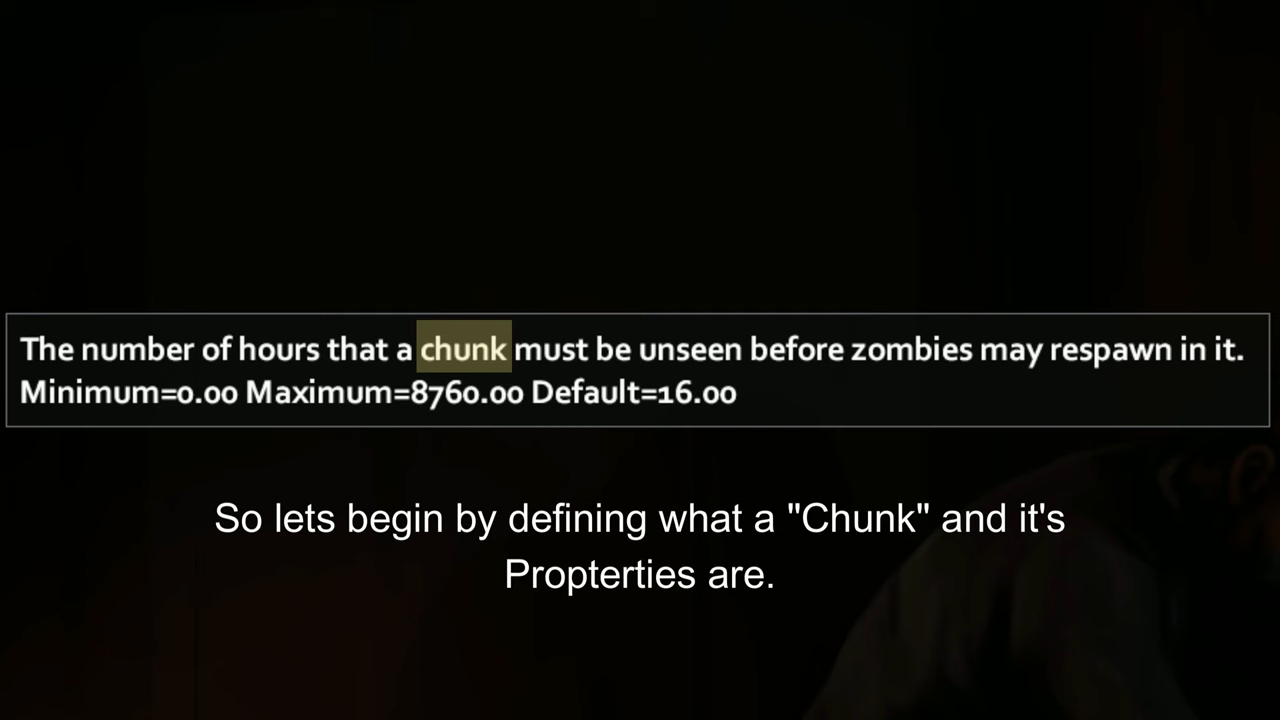 The number of hours that a chunk must be unseen before zombies may respawn in it.
Minimum=0.00 Maximum=8760.00 Default=16.00
So lets begin by defining what a "Chunk" and it's
Propterties are.